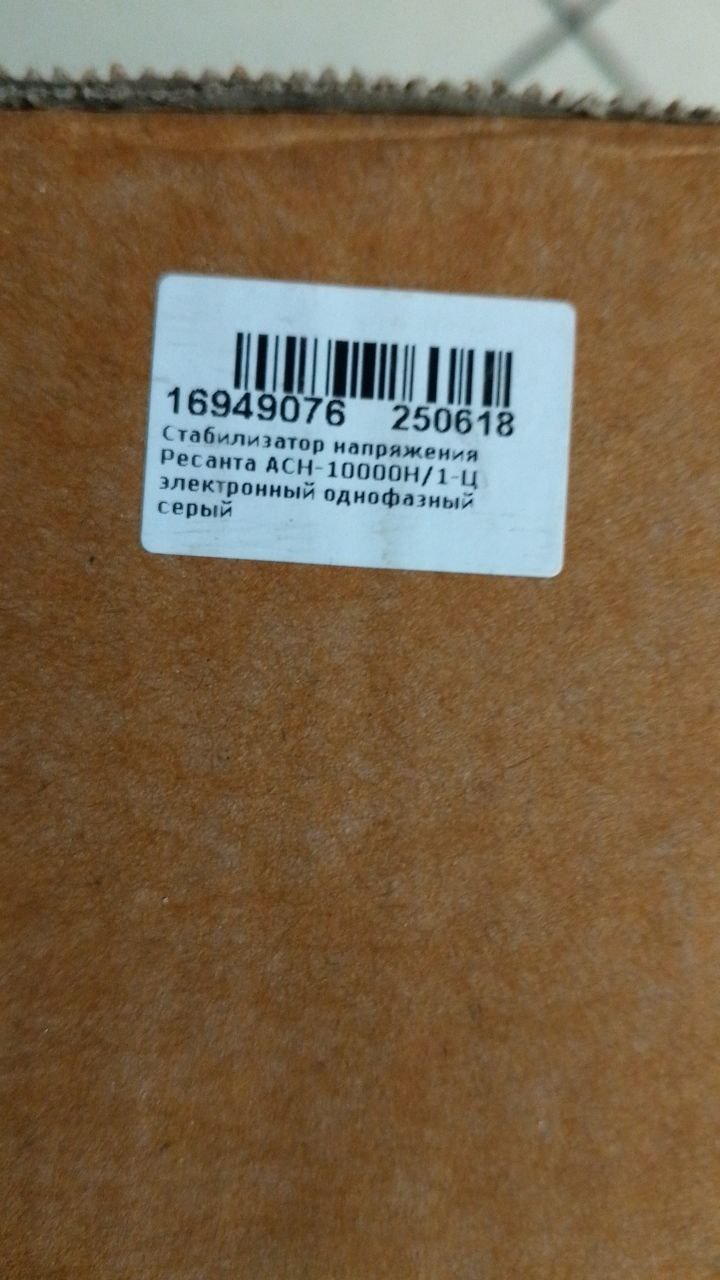 16949076 250618
Стабилизатор напряжения
Ресанта АСН-10000Н/1-Ц
электронный однофазный
серый